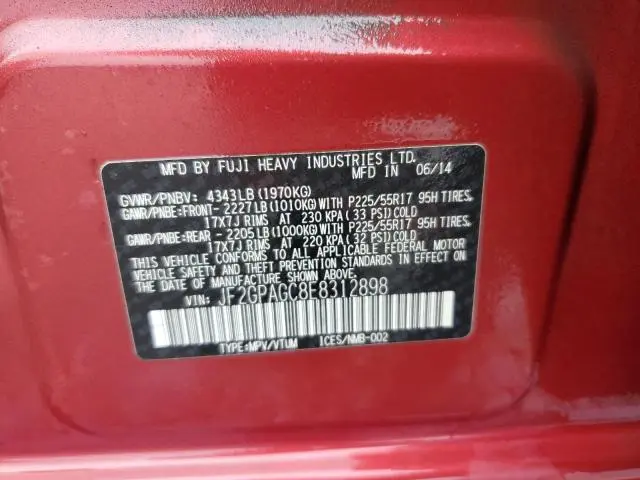 MFD BY FUJI HEAVY INDUSTRIES LTD.
MFD IN 06/14
GVWR/PNBV: 4343LB(1970KG)
GAWR/PNBE:FRONT- 2227LB(1010KG)WITH P225/55R17 95H TIRES,
17X7J RIMS AT 230 KPA(33 PSI)COLD
GAWR/PNBE:REAR -2205LB(1000KG)WITH P225/55R17 95H TIRES,
17X7J RIMS AT 220 KPA(32 PSI)COLD
THIS VEHICLE CONFORMS TO ALL APPLICABLE FEDERAL MOTOR
VEHICLE SAFETY AND THEFT PREVENTION STANDARDS IN EFFECT
ON THE DATE OF MANUFACTURE SHOWN ABOVE.
VIN: JF2GPAGC8E8312898
TYPE:MPV/VTUM ICES/NMB-002